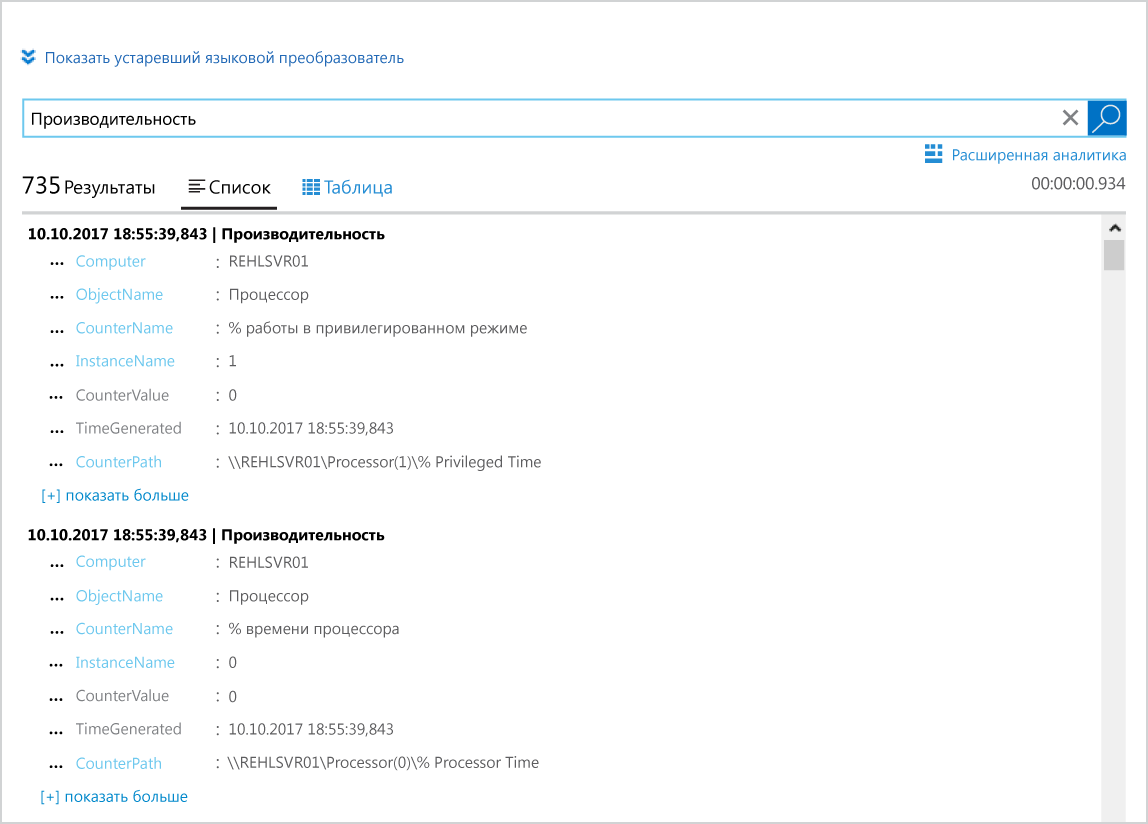 Показать устаревший языковой преобразователь
Производительность
Расширенная аналитика
735 Результаты Список Таблица 00:00:00.934
10.10.2017 18:55:39,843 | Производительность
... Computer : REHLSVR01
... ObjectName : Процессор
... CounterName : % работы в привилегированном режиме
... InstanceName : 1
... CounterValue : 0
... TimeGenerated : 10.10.2017 18:55:39,843
... CounterPath : \\REHLSVR01\Processor(1)\% Privileged Time
[+] показать больше
10.10.2017 18:55:39,843 | Производительность
... Computer : REHLSVR01
... ObjectName : Процессор
... CounterName : % времени процессора
... InstanceName : 0
... CounterValue : 0
... TimeGenerated : 10.10.2017 18:55:39,843
... CounterPath : \\REHLSVR01\Processor(0)\% Processor Time
[+] показать больше